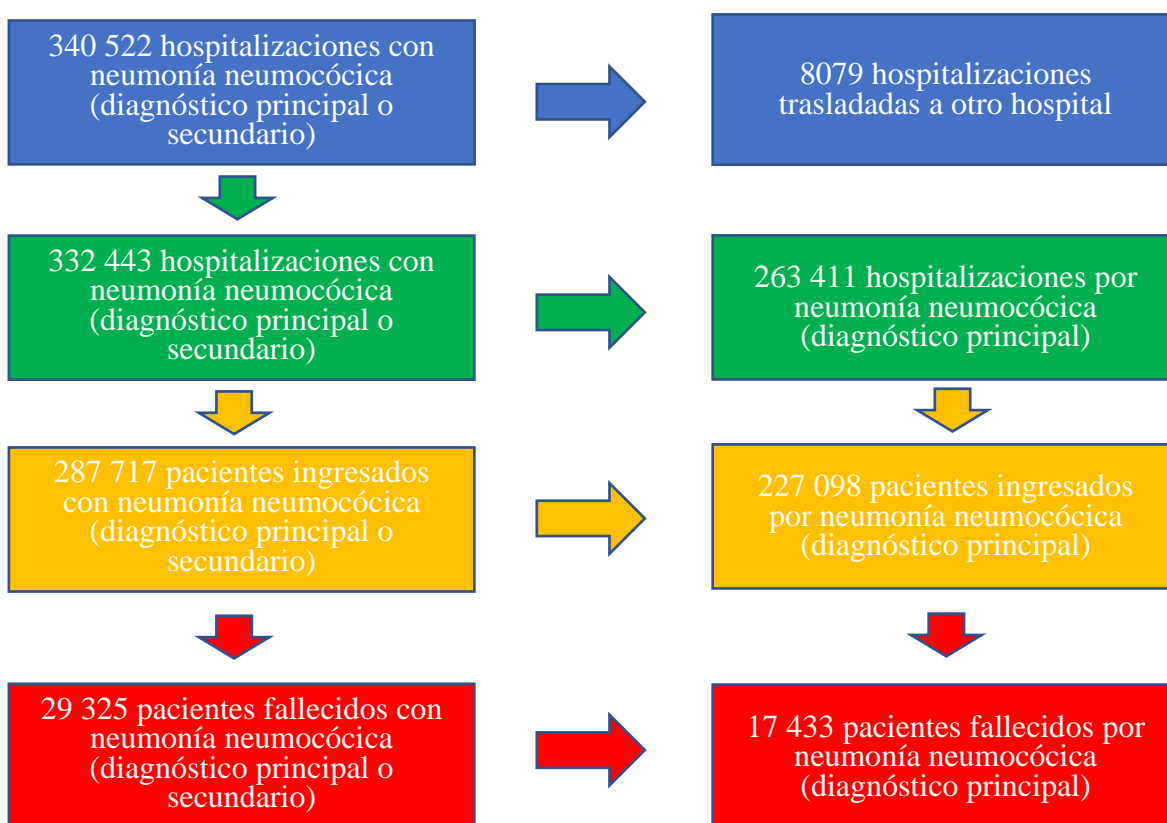 340 522 hospitalizaciones con
neumonía neumocócica
(diagnóstico principal o
secundario)
8079 hospitalizaciones
trasladadas a otro hospital
332 443 hospitalizaciones con
neumonía neumocócica
(diagnóstico principal o
secundario)
263 411 hospitalizaciones por
neumonía neumocócica
(diagnóstico principal)
287 717 pacientes ingresados
con neumonía neumocócica
(diagnóstico principal o
secundario)
227 098 pacientes ingresados
por neumonía neumocócica
(diagnóstico principal)
29 325 pacientes fallecidos con
neumonía neumocócica
(diagnóstico principal o
secundario)
17 433 pacientes fallecidos por
neumonía neumocócica
(diagnóstico principal)